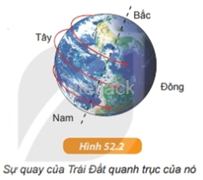 Bắc
Tây
Đông
Nam
Hình 52.2
Sự quay của Trái Đất quanh trục của nó